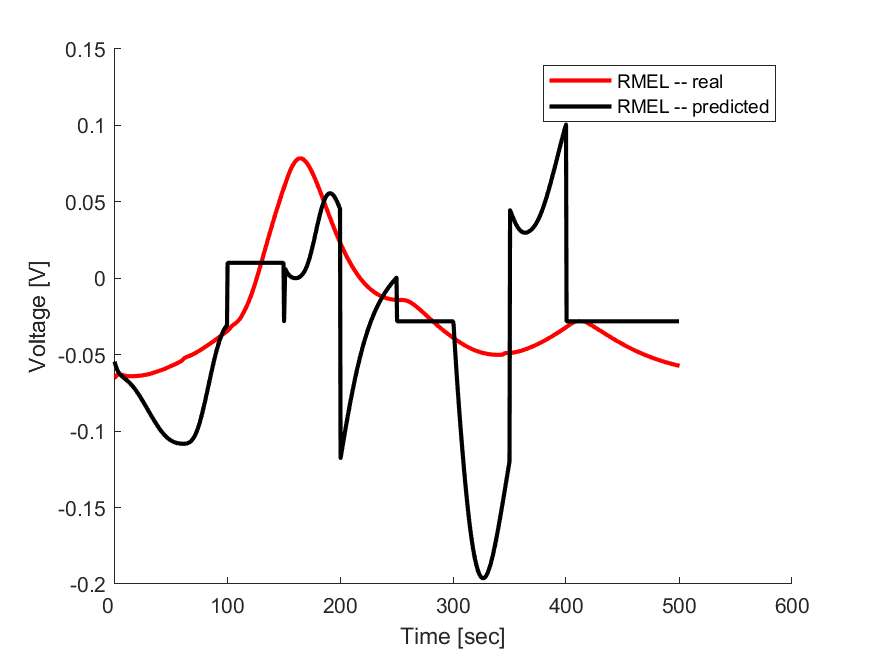 0.15
0.1
0.05
0
-0.05
-0.1
-0.15
-0.2
Voltage [V]
RMEL -- real
RMEL -- predicted
0 100 200 300 400 500 600
Time [sec]